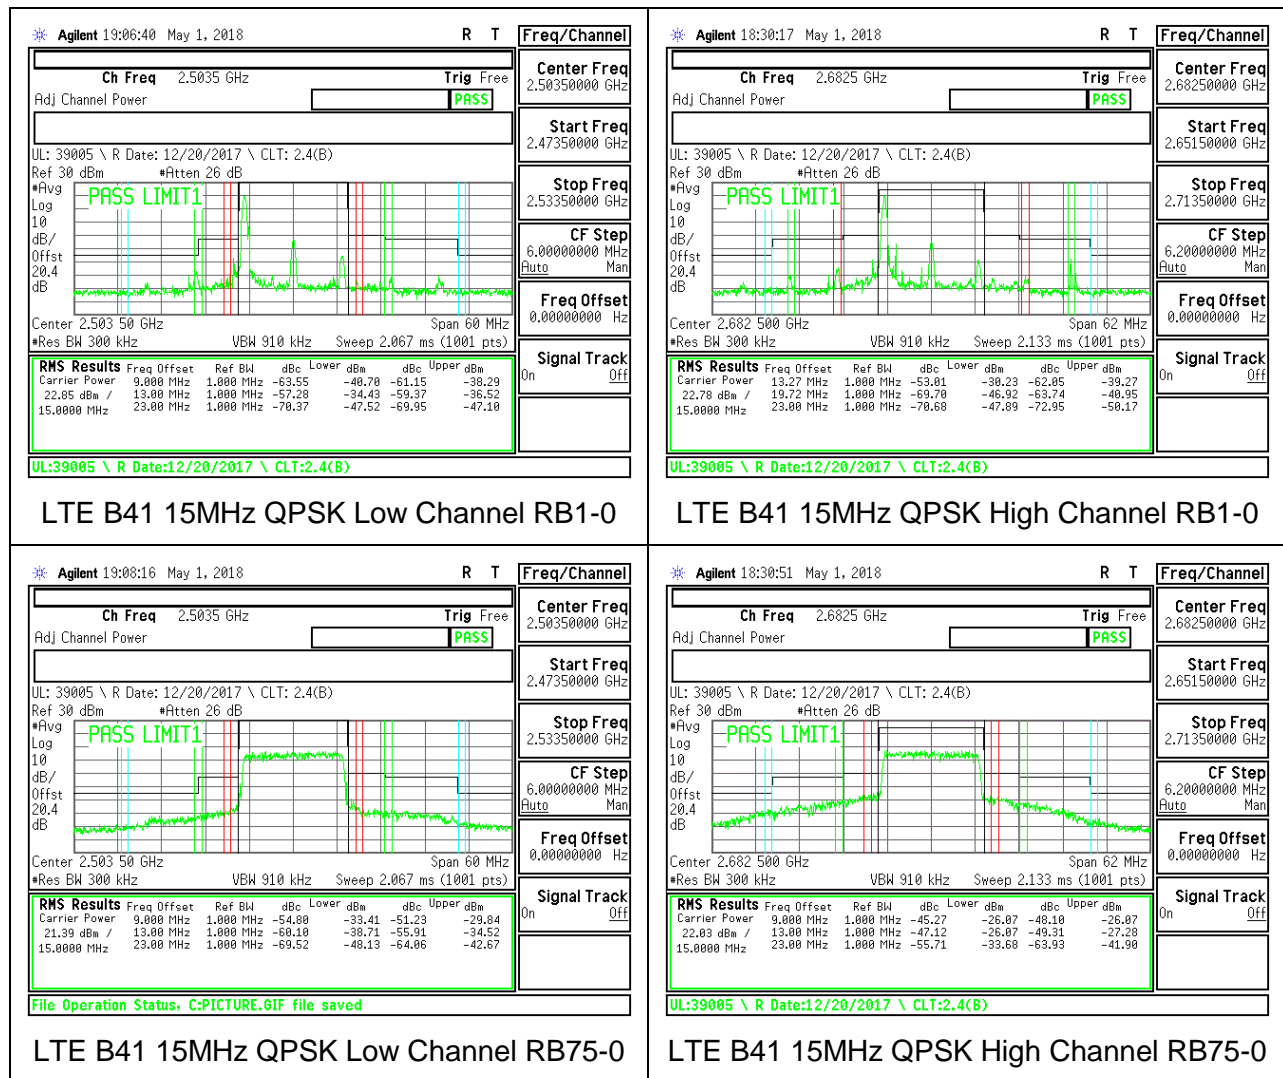 Agilent 19:06:40 May 1, 2018 R T Freq/Channel
Ch Freq 2.5035 GHz Trig Free
Adj Channel Power PASS
UL: 39005 \ R Date: 12/20/2017 \ CLT: 2.4(B)
Ref 30 dBm #Atten 26 dB
#Avg
Log
10
dB/
Offst
20.4
dB
PASS LIMIT1
Center 2.503 50 GHz Span 60 MHz
#Res BW 300 kHz VBW 910 kHz Sweep 2.067 ms (1001 pts)
RMS Results Freq Offset Ref BW dBc Lower dBm dBc Upper dBm
Carrier Power 9.000 MHz 1.000 MHz -63.55 -40.70 -61.15 -38.29
22.85 dBm / 13.00 MHz 1.000 MHz -57.28 -34.43 -59.37 -36.52
15.0000 MHz 23.00 MHz 1.000 MHz -70.37 -47.52 -69.95 -47.10
UL:39005 \ R Date:12/20/2017 \ CLT:2.4(B)
Center Freq
2.50350000 GHz
Start Freq
2.47350000 GHz
Stop Freq
2.53350000 GHz
CF Step
6.00000000 MHz
Auto Man
Freq Offset
0.00000000 Hz
Signal Track
On Off
LTE B41 15MHz QPSK Low Channel RB1-0
Agilent 18:30:17 May 1, 2018 R T Freq/Channel
Ch Freq 2.6825 GHz Trig Free
Adj Channel Power PASS
UL: 39005 \ R Date: 12/20/2017 \ CLT: 2.4(B)
Ref 30 dBm #Atten 26 dB
#Avg
Log
10
dB/
Offst
20.4
dB
PASS LIMIT1
Center 2.682 500 GHz Span 62 MHz
#Res BW 300 kHz VBW 910 kHz Sweep 2.133 ms (1001 pts)
RMS Results Freq Offset Ref BW dBc Lower dBm dBc Upper dBm
Carrier Power 13.27 MHz 1.000 MHz -53.01 -30.23 -62.05 -39.27
22.78 dBm / 19.72 MHz 1.000 MHz -69.70 -46.92 -63.74 -40.95
15.0000 MHz 23.00 MHz 1.000 MHz -70.68 -47.89 -72.95 -50.17
UL:39005 \ R Date:12/20/2017 \ CLT:2.4(B)
Center Freq
2.68250000 GHz
Start Freq
2.65150000 GHz
Stop Freq
2.71350000 GHz
CF Step
6.20000000 MHz
Auto Man
Freq Offset
0.00000000 Hz
Signal Track
On Off
LTE B41 15MHz QPSK High Channel RB1-0
Agilent 19:08:16 May 1, 2018 R T Freq/Channel
Ch Freq 2.5035 GHz Trig Free
Adj Channel Power PASS
UL: 39005 \ R Date: 12/20/2017 \ CLT: 2.4(B)
Ref 30 dBm #Atten 26 dB
#Avg
Log
10
dB/
Offst
20.4
dB
PASS LIMIT1
Center 2.503 50 GHz Span 60 MHz
#Res BW 300 kHz VBW 910 kHz Sweep 2.067 ms (1001 pts)
RMS Results Freq Offset Ref BW dBc Lower dBm dBc Upper dBm
Carrier Power 9.000 MHz 1.000 MHz -54.80 -33.41 -51.23 -29.84
21.39 dBm / 13.00 MHz 1.000 MHz -60.10 -38.71 -55.91 -34.52
15.0000 MHz 23.00 MHz 1.000 MHz -69.52 -48.13 -64.06 -42.67
File Operation Status, C:PICTURE.GIF file saved
Center Freq
2.50350000 GHz
Start Freq
2.47350000 GHz
Stop Freq
2.53350000 GHz
CF Step
6.00000000 MHz
Auto Man
Freq Offset
0.00000000 Hz
Signal Track
On Off
LTE B41 15MHz QPSK Low Channel RB75-0
Agilent 18:30:51 May 1, 2018 R T Freq/Channel
Ch Freq 2.6825 GHz Trig Free
Adj Channel Power PASS
UL: 39005 \ R Date: 12/20/2017 \ CLT: 2.4(B)
Ref 30 dBm #Atten 26 dB
#Avg
Log
10
dB/
Offst
20.4
dB
PASS LIMIT1
Center 2.682 500 GHz Span 62 MHz
#Res BW 300 kHz VBW 910 kHz Sweep 2.133 ms (1001 pts)
RMS Results Freq Offset Ref BW dBc Lower dBm dBc Upper dBm
Carrier Power 9.000 MHz 1.000 MHz -45.27 -26.07 -48.10 -26.07
22.03 dBm / 13.00 MHz 1.000 MHz -47.12 -26.07 -49.31 -27.28
15.0000 MHz 23.00 MHz 1.000 MHz -55.71 -33.68 -63.93 -41.90
UL:39005 \ R Date:12/20/2017 \ CLT:2.4(B)
Center Freq
2.68250000 GHz
Start Freq
2.65150000 GHz
Stop Freq
2.71350000 GHz
CF Step
6.20000000 MHz
Auto Man
Freq Offset
0.00000000 Hz
Signal Track
On Off
LTE B41 15MHz QPSK High Channel RB75-0